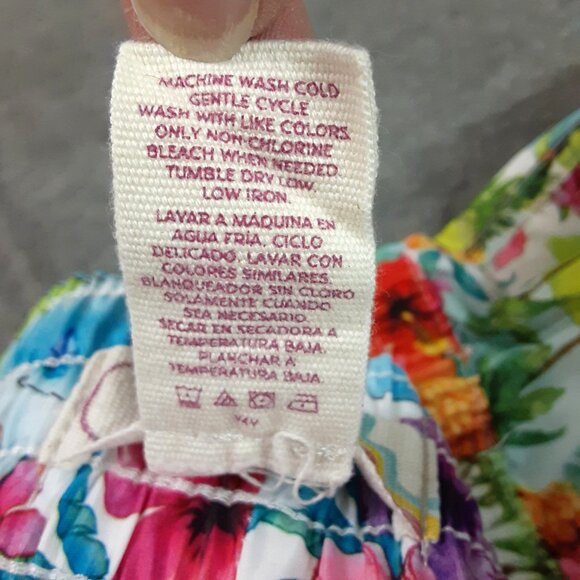 MACHINE WASH COLD
GENTLE CYCLE
WASH WITH LIKE COLORS
ONLY NON-CHLORINE
BLEACH WHEN NEEDED
TUMBLE DRY LOW
LOW IRON.
LAVAR A MÁQUINA EN
AGUA FRÍA, CICLO
DELICADO. LAVAR CON
COLORES SIMILARES.
BLANQUEADOR SIN CLORO
SOLAMENTE CUANDO
SEA NECESARIO.
SECAR EN SECADORA A
TEMPERATURA BAJA.
PLANCHAR A
TEMPERATURA BAJA.